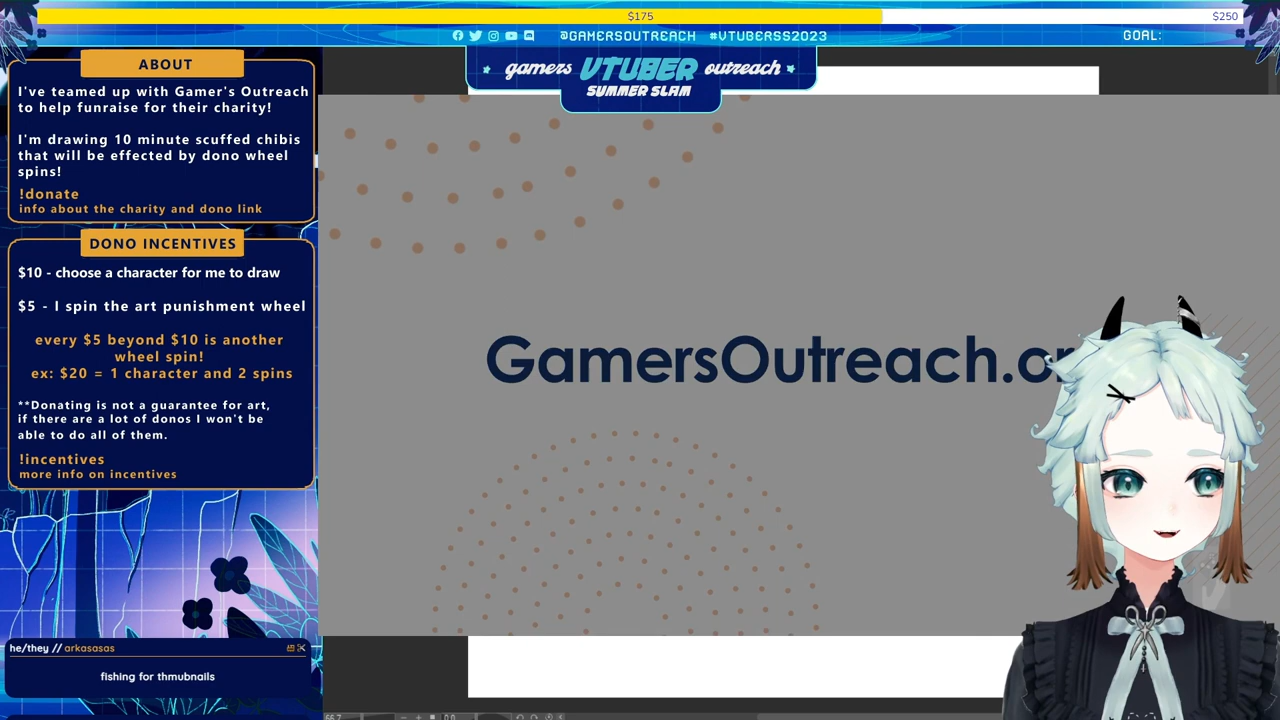 $175
$250
@GAMERSOUTREACH #VTUBERSS2023
GOAL:
gamers VTUBER outreach
SUMMER SLAM
ABOUT
I've teamed up with Gamer's Outreach
to help funraise for their charity!
I'm drawing 10 minute scuffed chibis
that will be effected by dono wheel
spins!
!donate
info about the charity and dono link
DONO INCENTIVES
$10 - choose a character for me to draw
$5 - I spin the art punishment wheel
every $5 beyond $10 is another
wheel spin!
ex: $20 = 1 character and 2 spins
**Donating is not a guarantee for art,
if there are a lot of donos I won't be
able to do all of them.
!incentives
more info on incentives
GamersOutreach.or
he/they // arkasasas
fishing for thmubnails
66.7
0.0